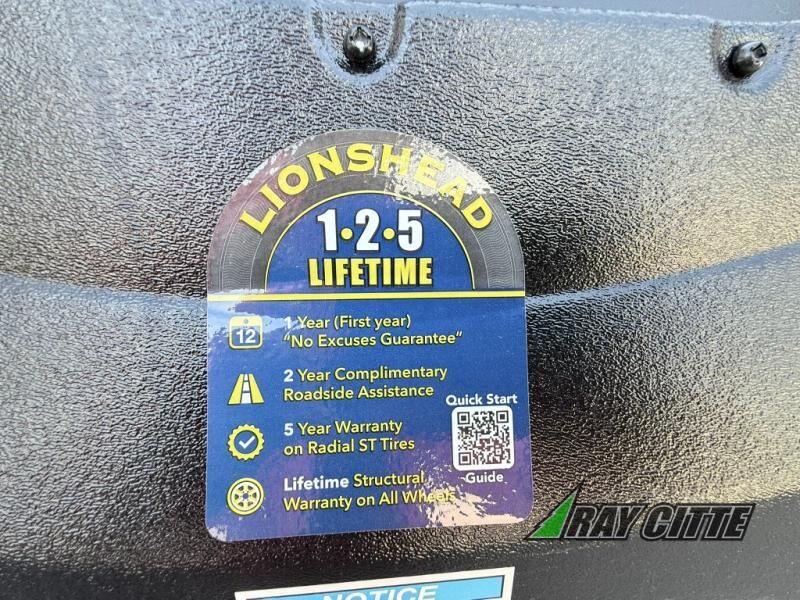 LIONSHEAD
1•2•5
LIFETIME
12
1 Year (First year)
"No Excuses Guarantee"
2 Year Complimentary
Roadside Assistance
5 Year Warranty
on Radial ST Tires
Quick Start
Guide
Lifetime Structural
Warranty on All Wheels
RAY CITTE
NOTICE